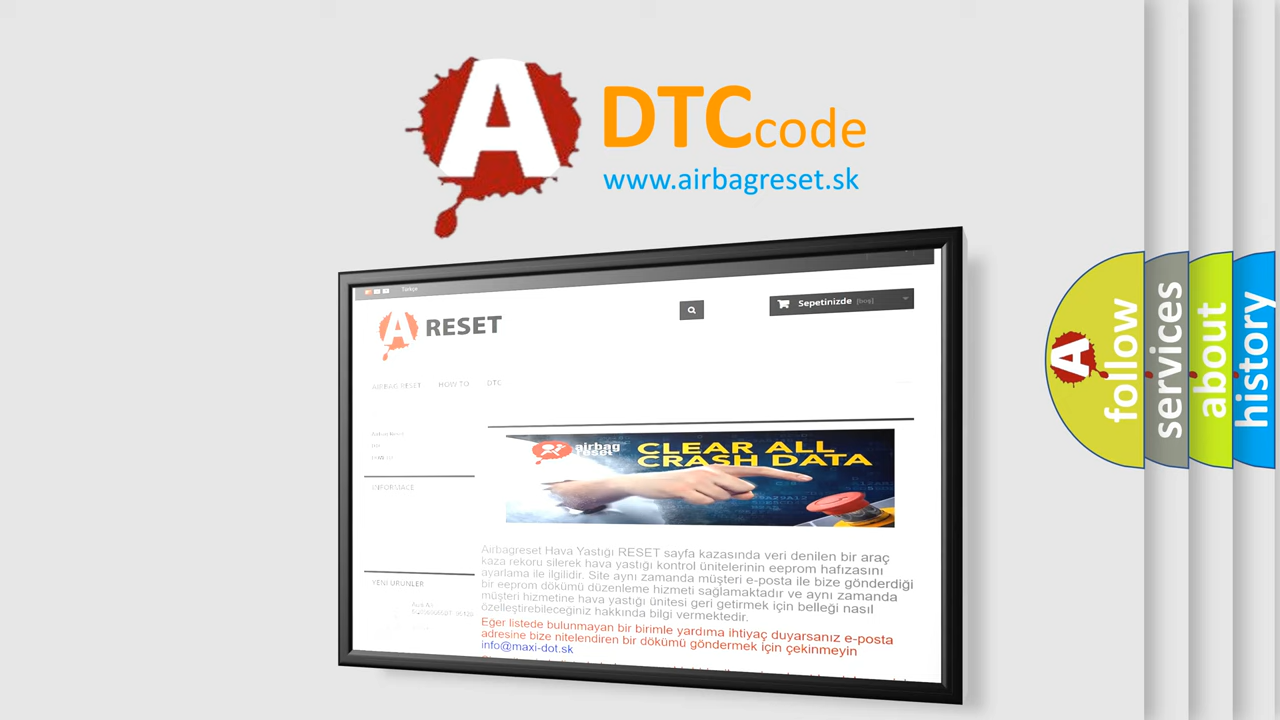 A DTCcode
www.airbagreset.sk
Türkçe
A RESET
Sepetinizde [boş]
AIRBAG RESET HOW TO DTC
INFORMACE
airbag
reset
CLEAR ALL
CRASH DATA
Airbagreset Hava Yastığı RESET sayfa kazasında veri denilen bir araç
kaza rekoru silerek hava yastığı kontrol ünitelerinin eeprom hafızasını
ayarlama ile ilgilidir. Site aynı zamanda müşteri e-posta ile bize gönderdiği
bir eeprom dökümü düzenleme hizmeti sağlamaktadır ve aynı zamanda
müşteri hizmetine hava yastığı ünitesi geri getirmek için belleği nasıl
özelleştirebileceğiniz hakkında bilgi vermektedir.
Eğer listede bulunmayan bir birimle yardıma ihtiyaç duyarsanız e-posta
adresine bize nitelendiren bir dökümü göndermek için çekinmeyin
info@maxi-dot.sk
YENI ÜRÜNLER
A
follow
services
about
history